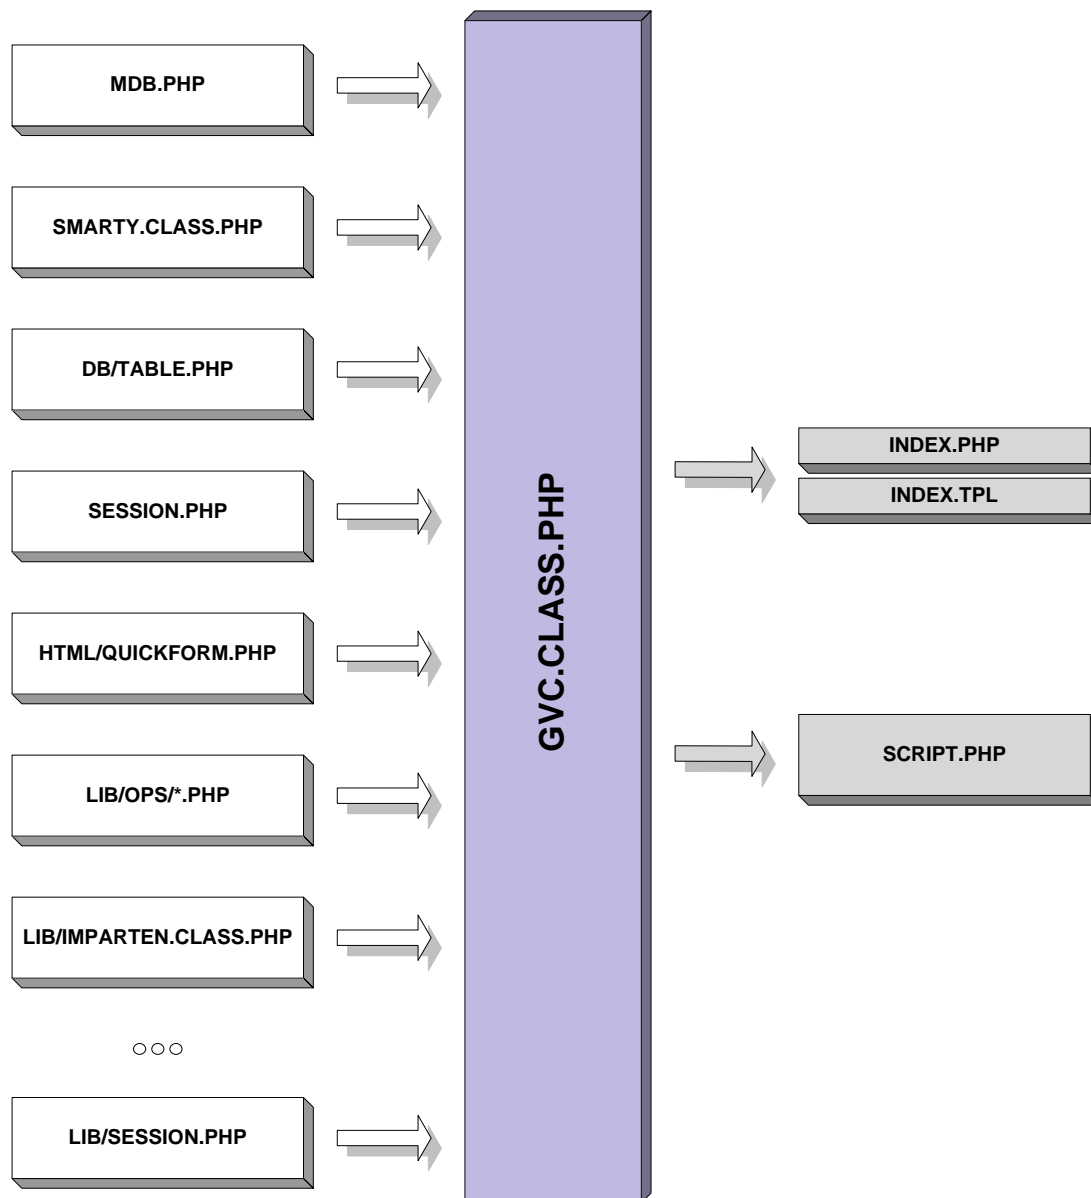 MDB.PHP
SMARTY.CLASS.PHP
DB/TABLE.PHP
SESSION.PHP
HTML/QUICKFORM.PHP
LIB/OPS/*.PHP
LIB/IMPARTEN.CLASS.PHP
LIB/SESSION.PHP
GVC.CLASS.PHP
INDEX.PHP
INDEX.TPL
SCRIPT.PHP